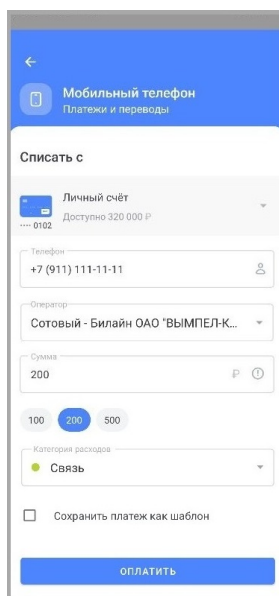 Мобильный телефон
Платежи и переводы
Списать с
Личный счёт
Доступно 320 000 ₽
···· 0102
Телефон
+7 (911) 111-11-11
Оператор
Сотовый - Билайн ОАО "ВЫМПЕЛ-К...
Сумма
200 ₽
100 200 500
Категория расходов
Связь
Сохранить платеж как шаблон
ОПЛАТИТЬ